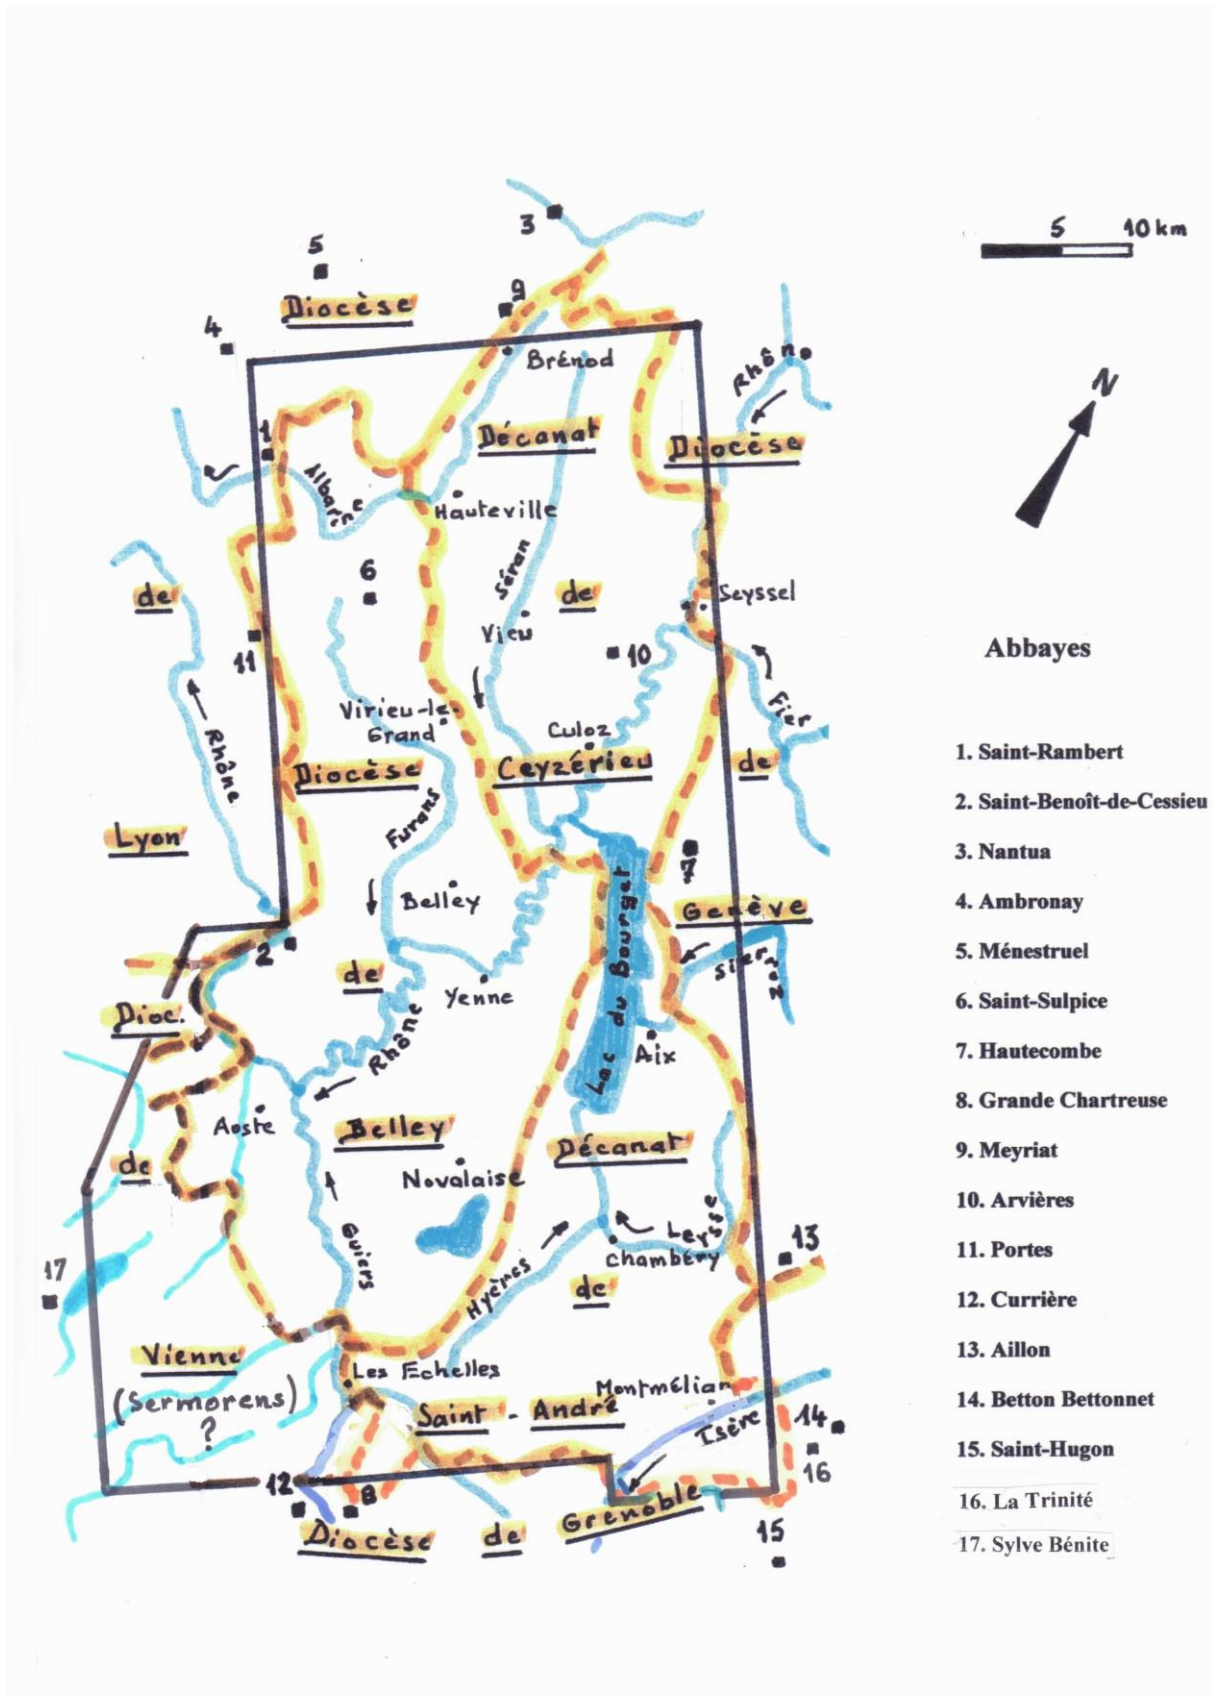 3
5
5 10 km
9
Diocèse
4
Brénod
Rhône
N
1
Décanat
Diocèse
Albarine
Hauteville
Séran
6
de
de
Seyssel
Vieu
11
10
Abbayes
Fier
Virieu-le-
Grand
Culoz
Rhône
1. Saint-Rambert
Diocèse
Ceyzérieu
de
2. Saint-Benoît-de-Cessieu
Furans
Lyon
7
3. Nantua
Lac du Bourget
Belley
4. Ambronay
Genève
2
5. Ménestruel
Sierroz
de
Yenne
6. Saint-Sulpice
Dioc.
Rhône
Aix
7. Hautecombe
8. Grande Chartreuse
Aoste
Belley
Décanat
9. Meyriat
de
Novalaise
10. Arvières
Leysse
Guiers
Chambéry
13
11. Portes
17
Hyères
de
12. Currière
Vienne
13. Aillon
(Sermorens)
?
Les Echelles
Montmélian
14. Betton Bettonnet
Saint - André
Isère
14
15. Saint-Hugon
16
12
8
16. La Trinité
Diocèse de Grenoble
15
17. Sylve Bénite